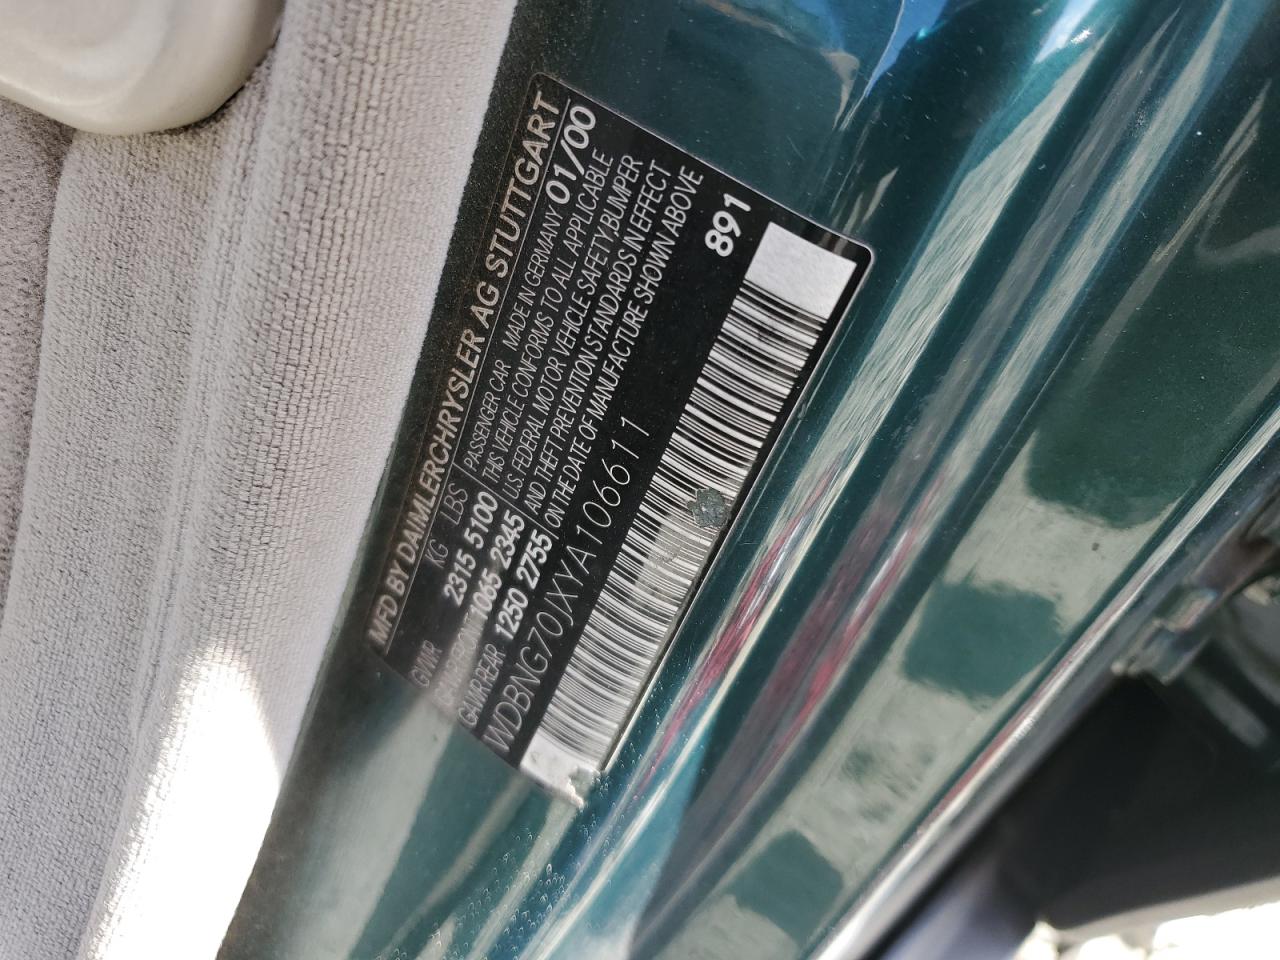 MFD BY DAIMLERCHRYSLER AG STUTTGART
KG LBS
GVWR 2315 5100
GAWR FRONT 1065 2345
GAWR REAR 1250 2755
PASSENGER CAR MADE IN GERMANY 01/00
THIS VEHICLE CONFORMS TO ALL APPLICABLE
U.S. FEDERAL MOTOR VEHICLE SAFETY, BUMPER
AND THEFT PREVENTION STANDARDS IN EFFECT
ON THE DATE OF MANUFACTURE SHOWN ABOVE
WDBNG70JXYA106611
891